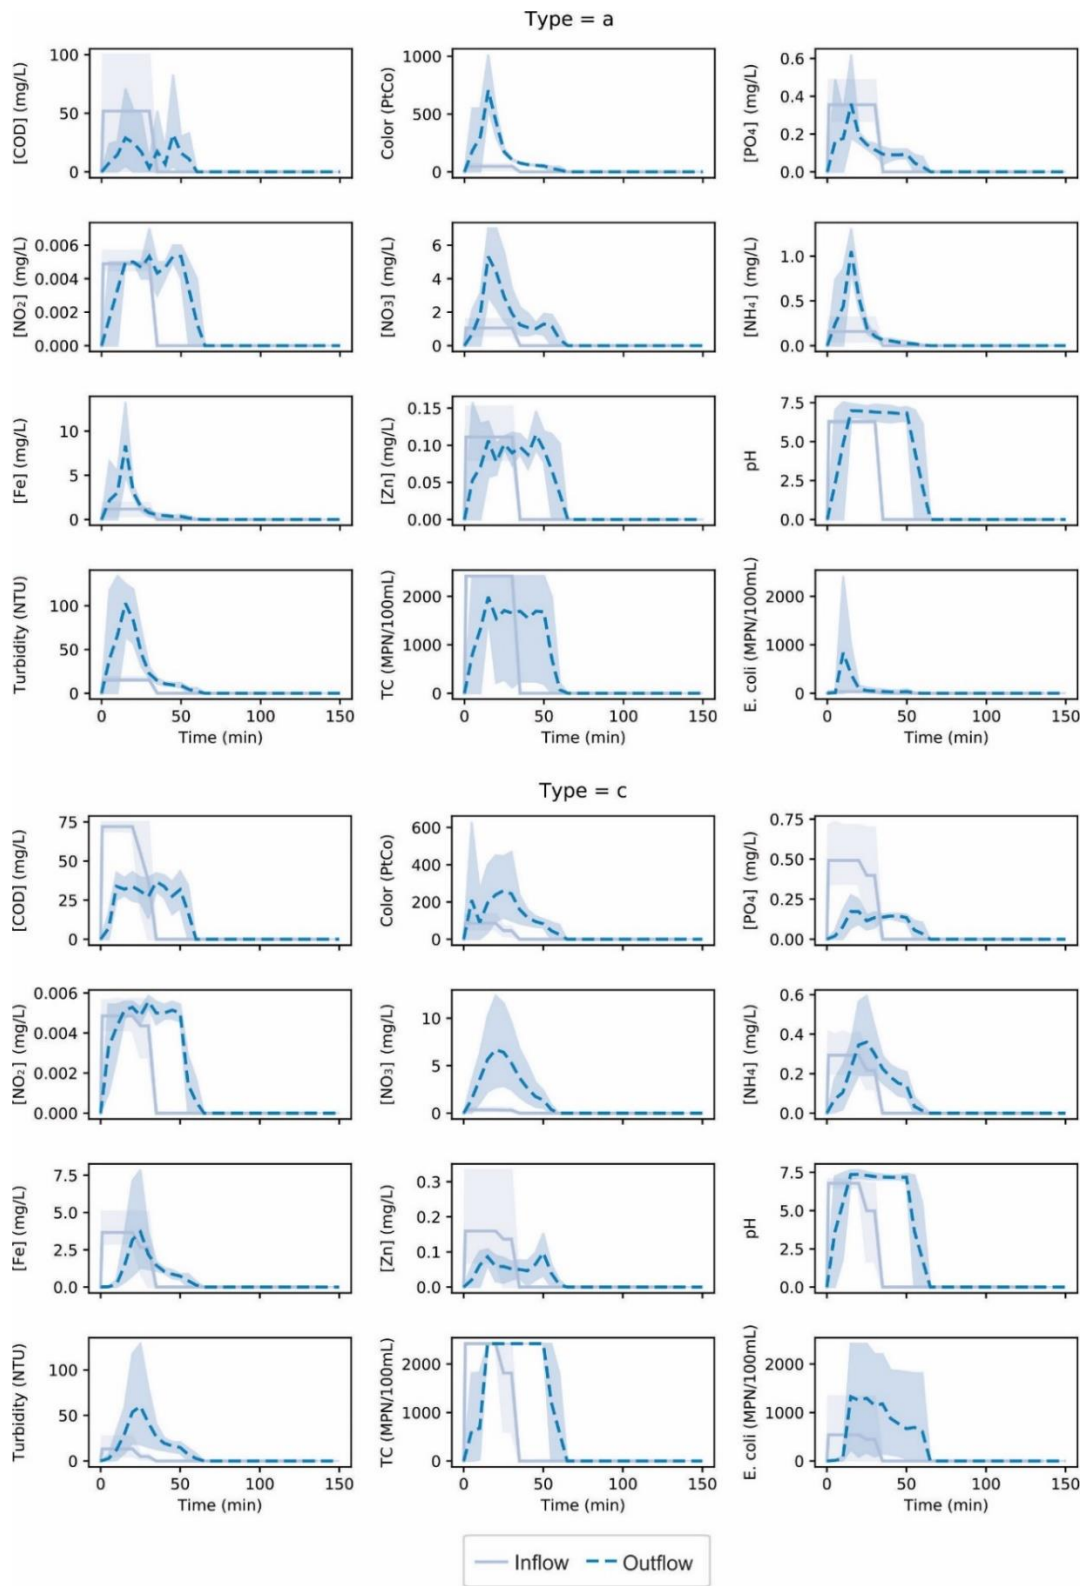 Type = a
[COD] (mg/L)
100
50
0
Color (PtCo)
1000
500
0
[PO₄] (mg/L)
0.6
0.4
0.2
0.0
[NO₂] (mg/L)
0.006
0.004
0.002
0.000
[NO₃] (mg/L)
6
4
2
0
[NH₄] (mg/L)
1.0
0.5
0.0
[Fe] (mg/L)
10
5
0
[Zn] (mg/L)
0.15
0.10
0.05
0.00
pH
7.5
5.0
2.5
0.0
Turbidity (NTU)
100
50
0
0 50 100 150
Time (min)
TC (MPN/100mL)
2000
1000
0
0 50 100 150
Time (min)
E. coli (MPN/100mL)
2000
1000
0
0 50 100 150
Time (min)
Type = c
[COD] (mg/L)
75
50
25
0
Color (PtCo)
600
400
200
0
[PO₄] (mg/L)
0.75
0.50
0.25
0.00
[NO₂] (mg/L)
0.006
0.004
0.002
0.000
[NO₃] (mg/L)
10
5
0
[NH₄] (mg/L)
0.6
0.4
0.2
0.0
[Fe] (mg/L)
7.5
5.0
2.5
0.0
[Zn] (mg/L)
0.3
0.2
0.1
0.0
pH
7.5
5.0
2.5
0.0
Turbidity (NTU)
100
50
0
0 50 100 150
Time (min)
TC (MPN/100mL)
2000
1000
0
0 50 100 150
Time (min)
E. coli (MPN/100mL)
2000
1000
0
0 50 100 150
Time (min)
Inflow Outflow